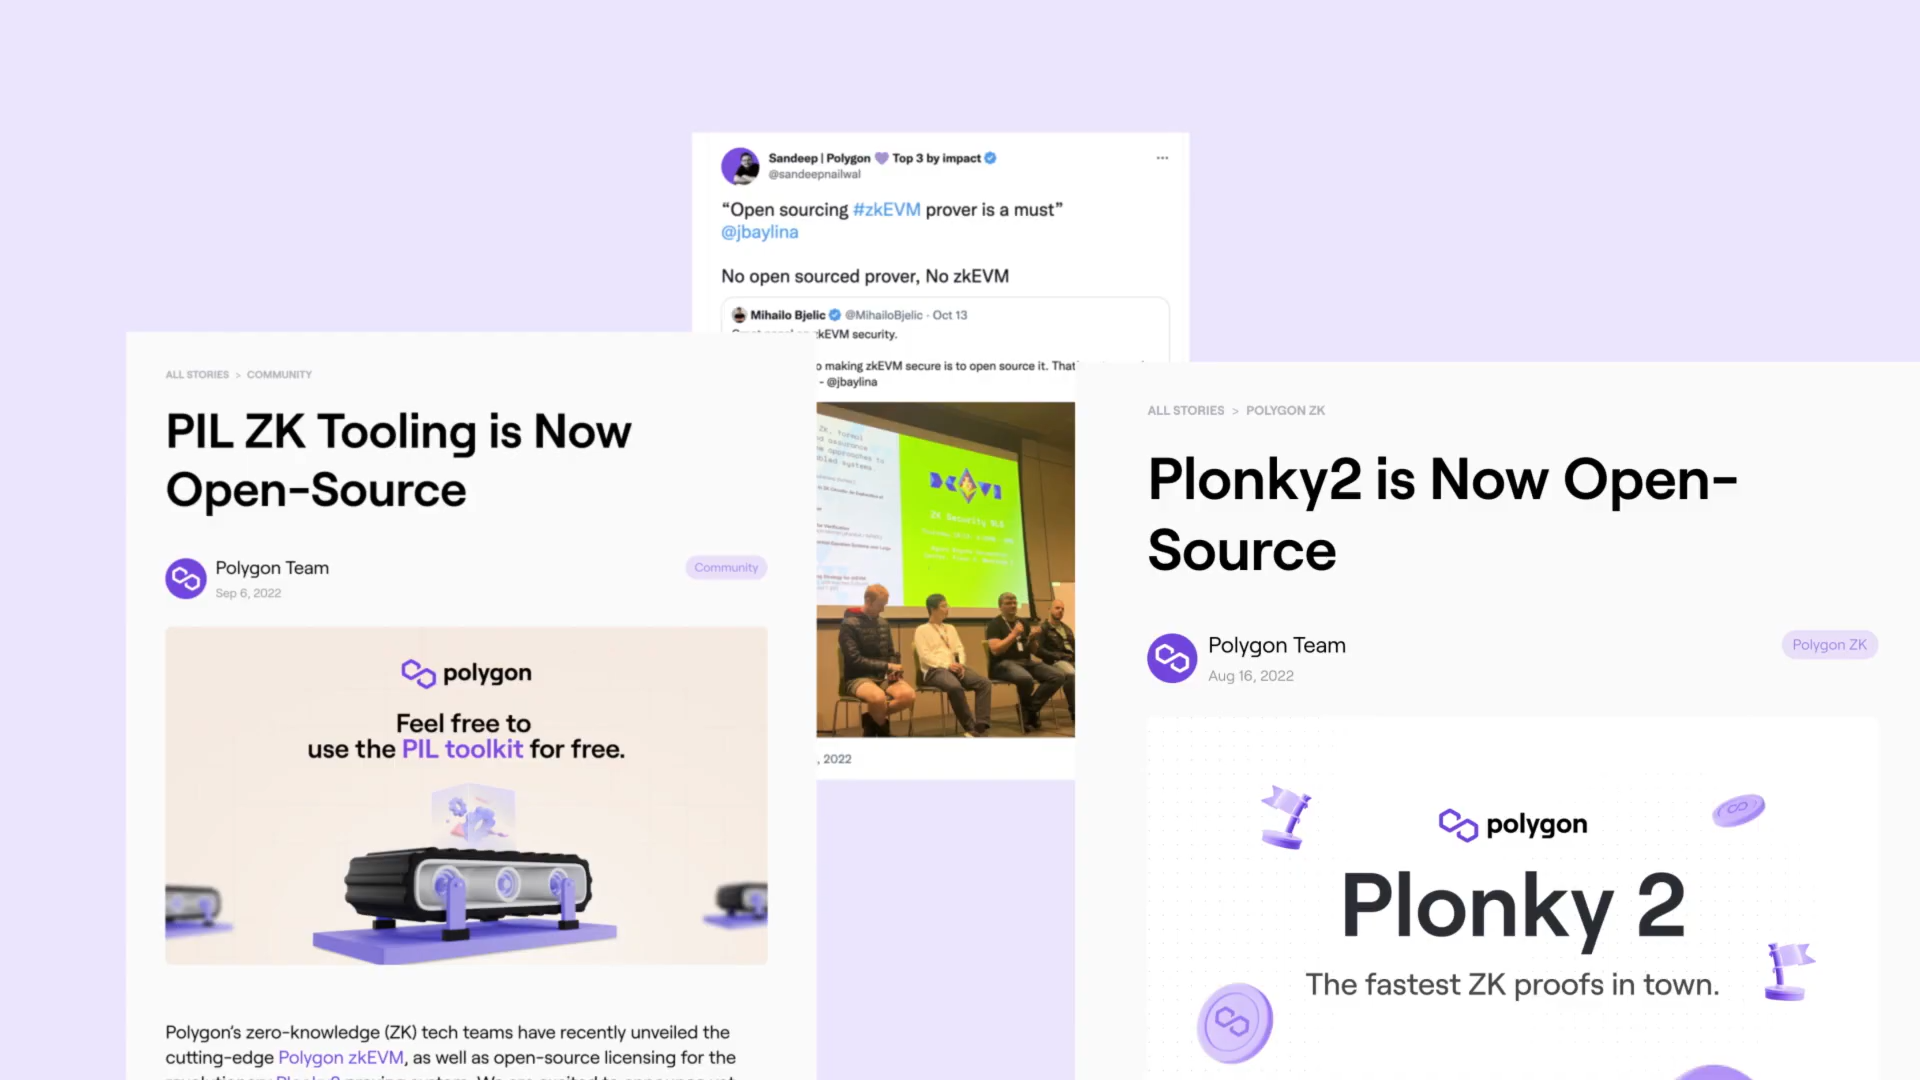 Sandeep | Polygon 💜 Top 3 by impact
@sandeepnailwal
“Open sourcing #zkEVM prover is a must”
@jbaylina
No open sourced prover, No zkEVM
Mihailo Bjelic @MihailoBjelic · Oct 13
zkEVM security.
o making zkEVM secure is to open source it. That
- @jbaylina
ZK Security
, 2022
ALL STORIES > COMMUNITY
PIL ZK Tooling is Now
Open-Source
Polygon Team
Sep 6, 2022
Community
polygon
Feel free to
use the PIL toolkit for free.
Polygon’s zero-knowledge (ZK) tech teams have recently unveiled the
cutting-edge Polygon zkEVM, as well as open-source licensing for the
ALL STORIES > POLYGON ZK
Plonky2 is Now Open-
Source
Polygon Team
Aug 16, 2022
Polygon ZK
polygon
Plonky 2
The fastest ZK proofs in town.